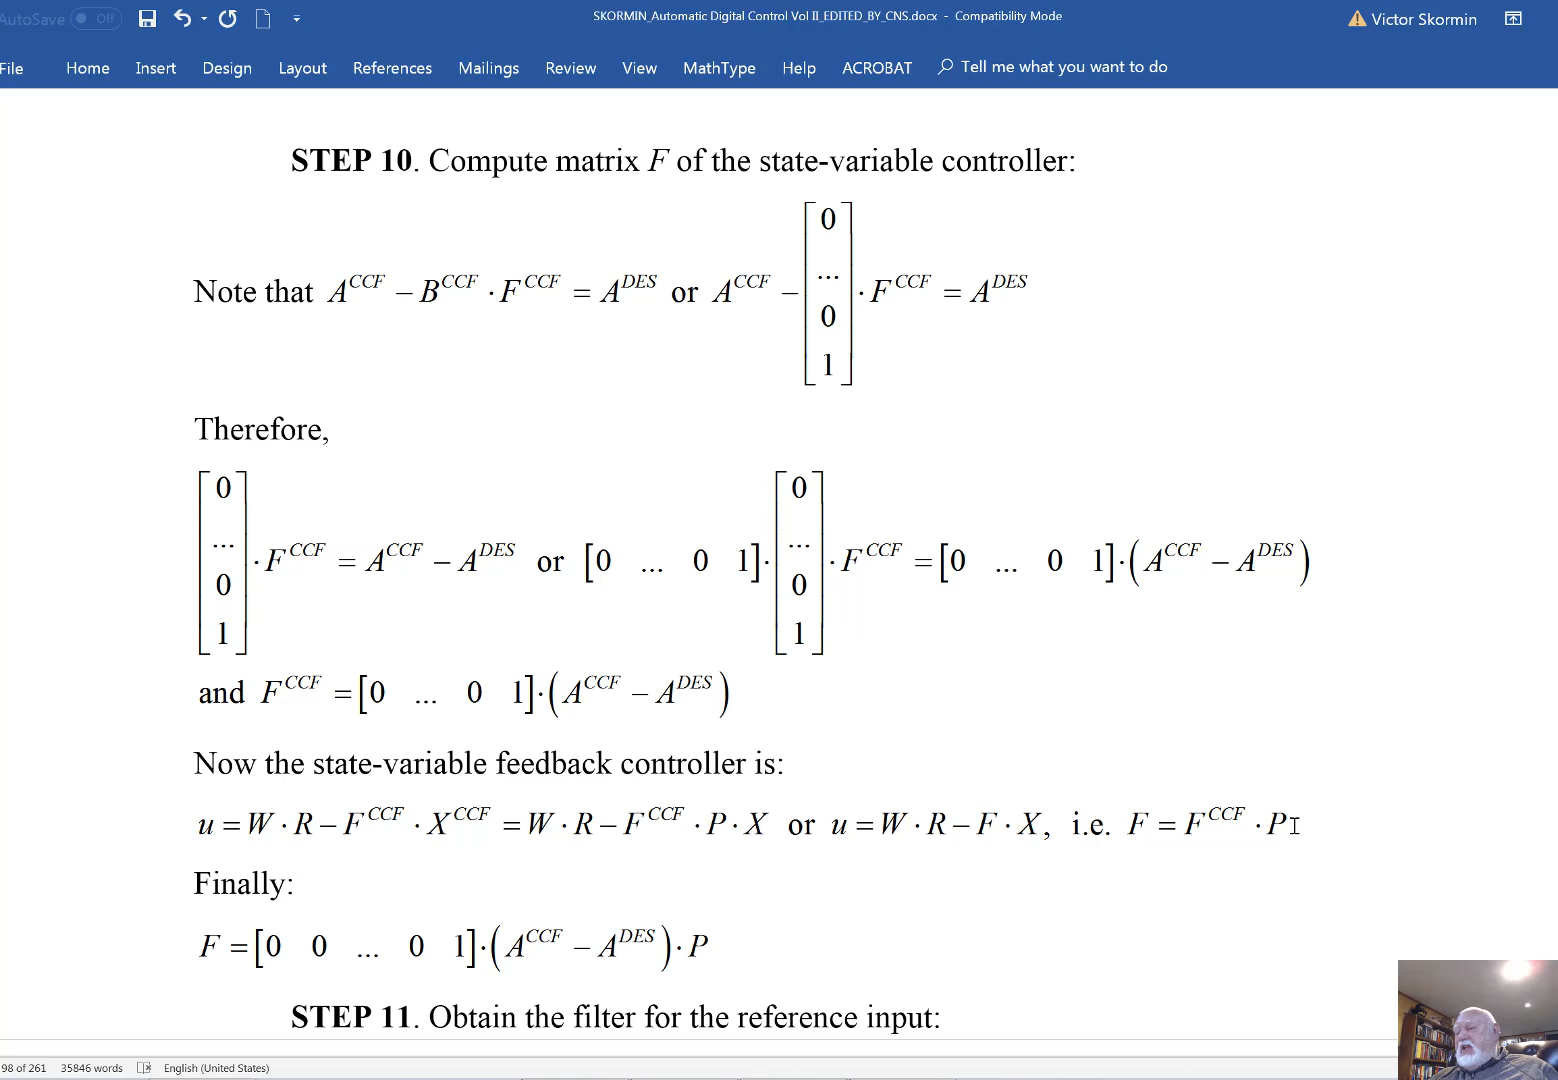 AutoSave Off SKORMIN_Automatic Digital Control Vol II_EDITED_BY_CNS.docx - Compatibility Mode Victor Skormin
File Home Insert Design Layout References Mailings Review View MathType Help ACROBAT Tell me what you want to do
STEP 10. Compute matrix F of the state-variable controller:
Note that A^{CCF} − B^{CCF} · F^{CCF} = A^{DES} or A^{CCF} − [0 ... 0 1] · F^{CCF} = A^{DES}
Therefore,
[0 ... 0 1] · F^{CCF} = A^{CCF} − A^{DES} or [0 ... 0 1] · [0 ... 0 1] · F^{CCF} = [0 ... 0 1] · (A^{CCF} − A^{DES})
and F^{CCF} = [0 ... 0 1] · (A^{CCF} − A^{DES})
Now the state-variable feedback controller is:
u = W · R − F^{CCF} · X^{CCF} = W · R − F^{CCF} · P · X or u = W · R − F · X, i.e. F = F^{CCF} · P
Finally:
F = [0 0 ... 0 1] · (A^{CCF} − A^{DES}) · P
STEP 11. Obtain the filter for the reference input:
98 of 261 35846 words English (United States)